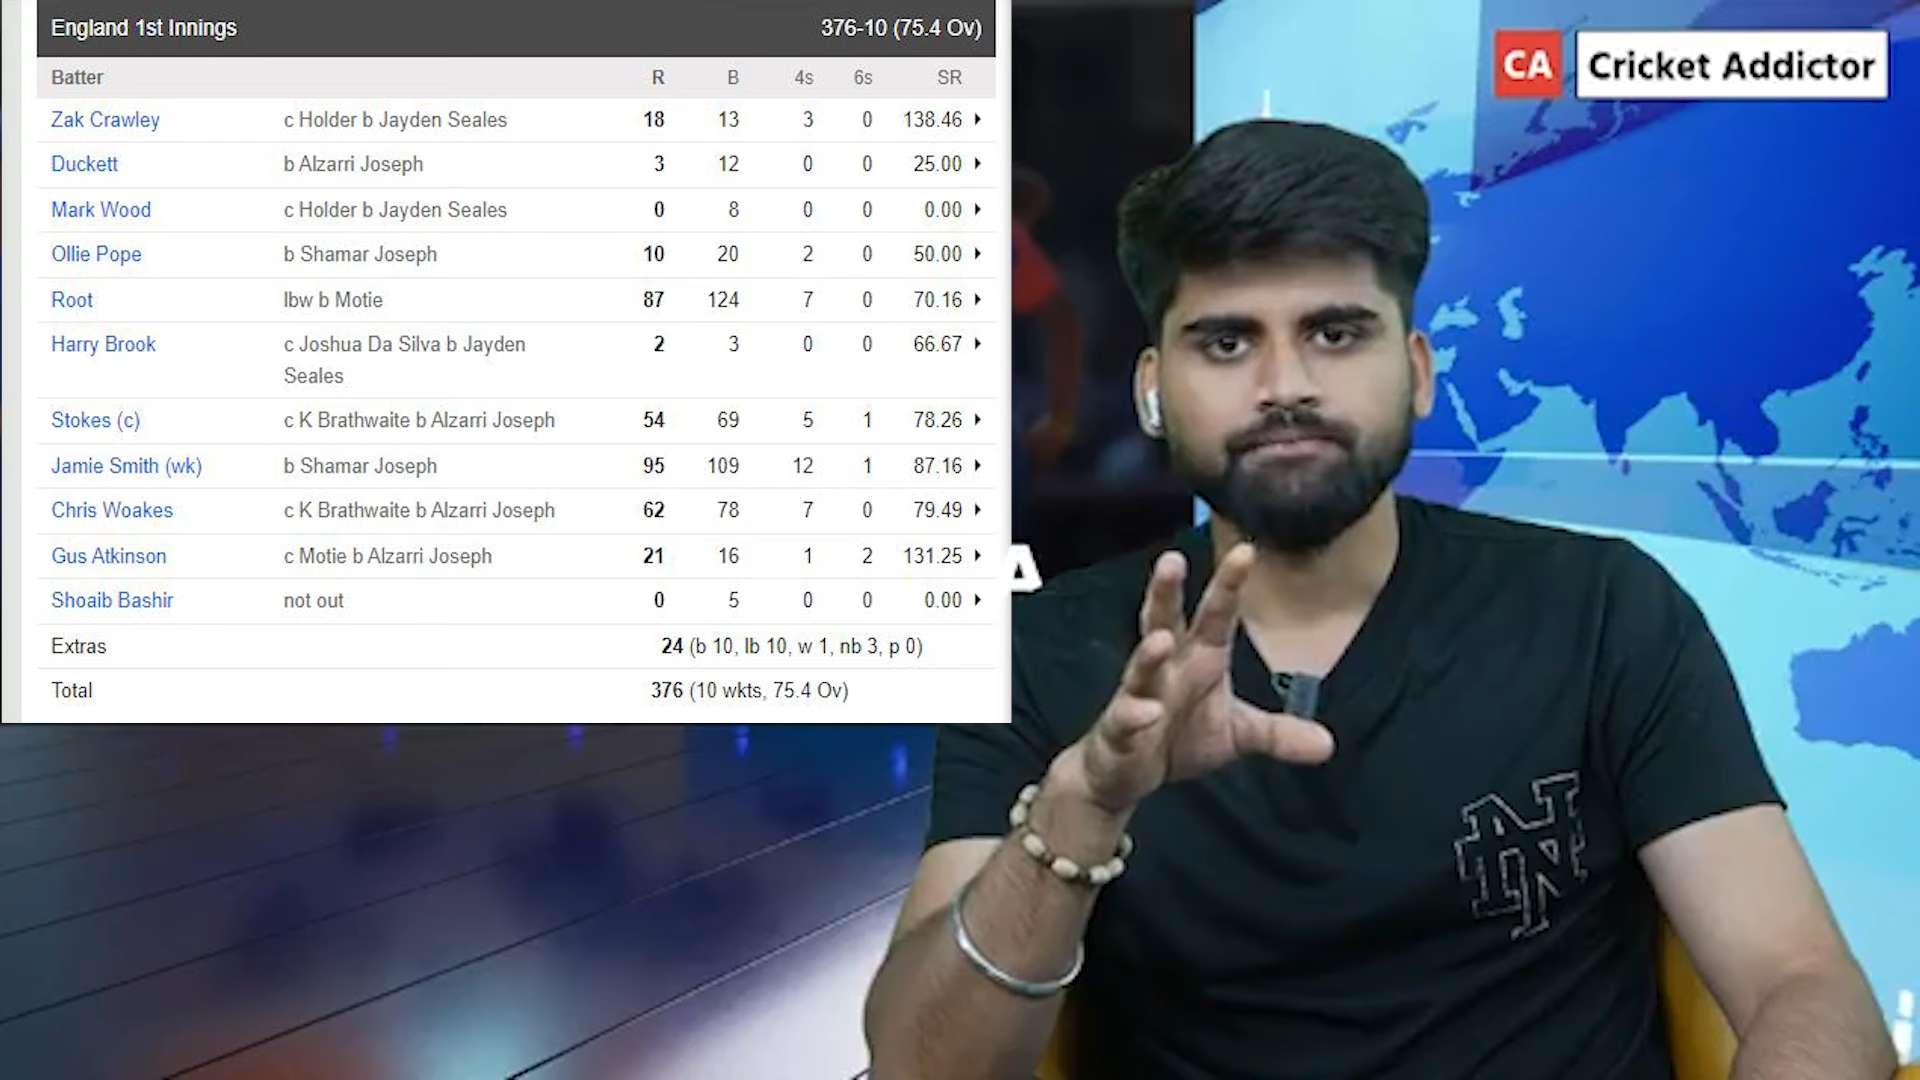 England 1st Innings 376-10 (75.4 Ov)
Batter R B 4s 6s SR
Zak Crawley c Holder b Jayden Seales 18 13 3 0 138.46
Duckett b Alzarri Joseph 3 12 0 0 25.00
Mark Wood c Holder b Jayden Seales 0 8 0 0 0.00
Ollie Pope b Shamar Joseph 10 20 2 0 50.00
Root lbw b Motie 87 124 7 0 70.16
Harry Brook c Joshua Da Silva b Jayden 2 3 0 0 66.67
Seales
Stokes (c) c K Brathwaite b Alzarri Joseph 54 69 5 1 78.26
Jamie Smith (wk) b Shamar Joseph 95 109 12 1 87.16
Chris Woakes c K Brathwaite b Alzarri Joseph 62 78 7 0 79.49
Gus Atkinson c Motie b Alzarri Joseph 21 16 1 2 131.25
Shoaib Bashir not out 0 5 0 0 0.00
Extras 24 (b 10, lb 10, w 1, nb 3, p 0)
Total 376 (10 wkts, 75.4 Ov)
CA Cricket Addictor
A